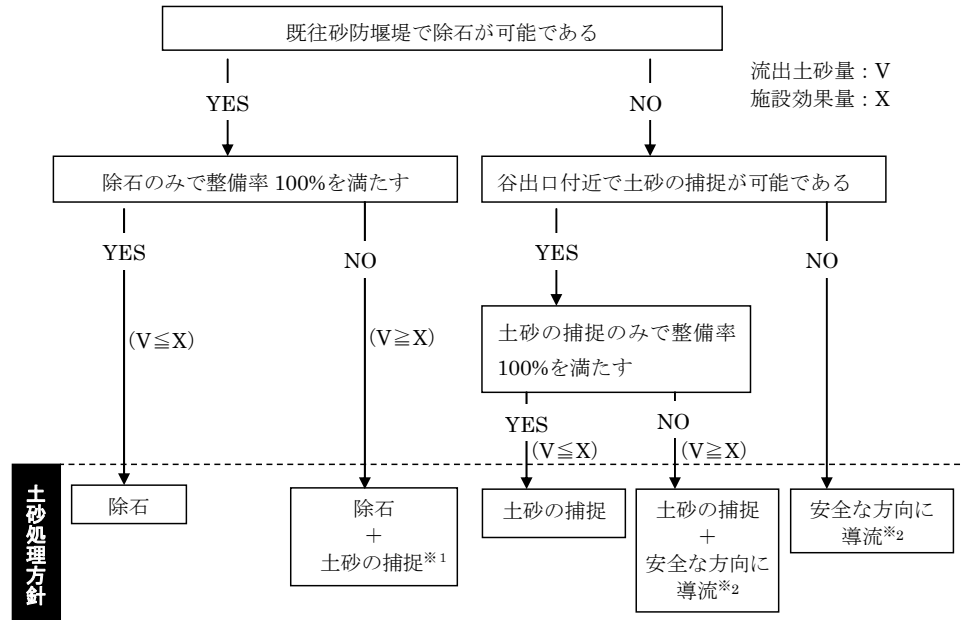 既往砂防堰堤で除石が可能である
流出土砂量：V
施設効果量：X
YES
NO
除石のみで整備率 100%を満たす
谷出口付近で土砂の捕捉が可能である
YES
NO
YES
NO
(V≦X)
(V≧X)
土砂の捕捉のみで整備率
100%を満たす
YES
NO
(V≦X)
(V≧X)
土砂処理方針
除石
除石
+
土砂の捕捉※1
土砂の捕捉
土砂の捕捉
+
安全な方向に
導流※2
安全な方向に
導流※2